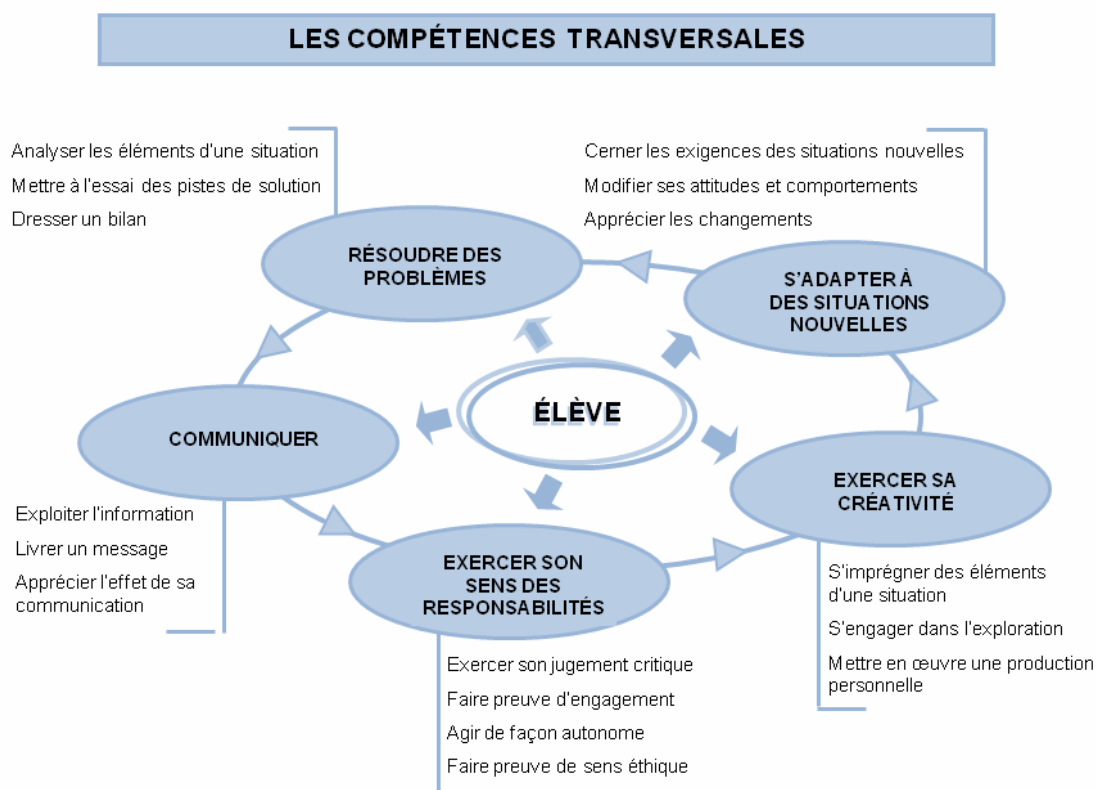 LES COMPÉTENCES TRANSVERSALES
Analyser les éléments d'une situation
Mettre à l'essai des pistes de solution
Dresser un bilan
Cerner les exigences des situations nouvelles
Modifier ses attitudes et comportements
Apprécier les changements
RÉSOUDRE DES
PROBLÈMES
S'ADAPTER À
DES SITUATIONS
NOUVELLES
ÉLÈVE
COMMUNIQUER
EXERCER SA
CRÉATIVITÉ
Exploiter l'information
Livrer un message
Apprécier l'effet de sa
communication
EXERCER SON
SENS DES
RESPONSABILITÉS
S'imprégner des éléments
d'une situation
S'engager dans l'exploration
Mettre en œuvre une production
personnelle
Exercer son jugement critique
Faire preuve d'engagement
Agir de façon autonome
Faire preuve de sens éthique